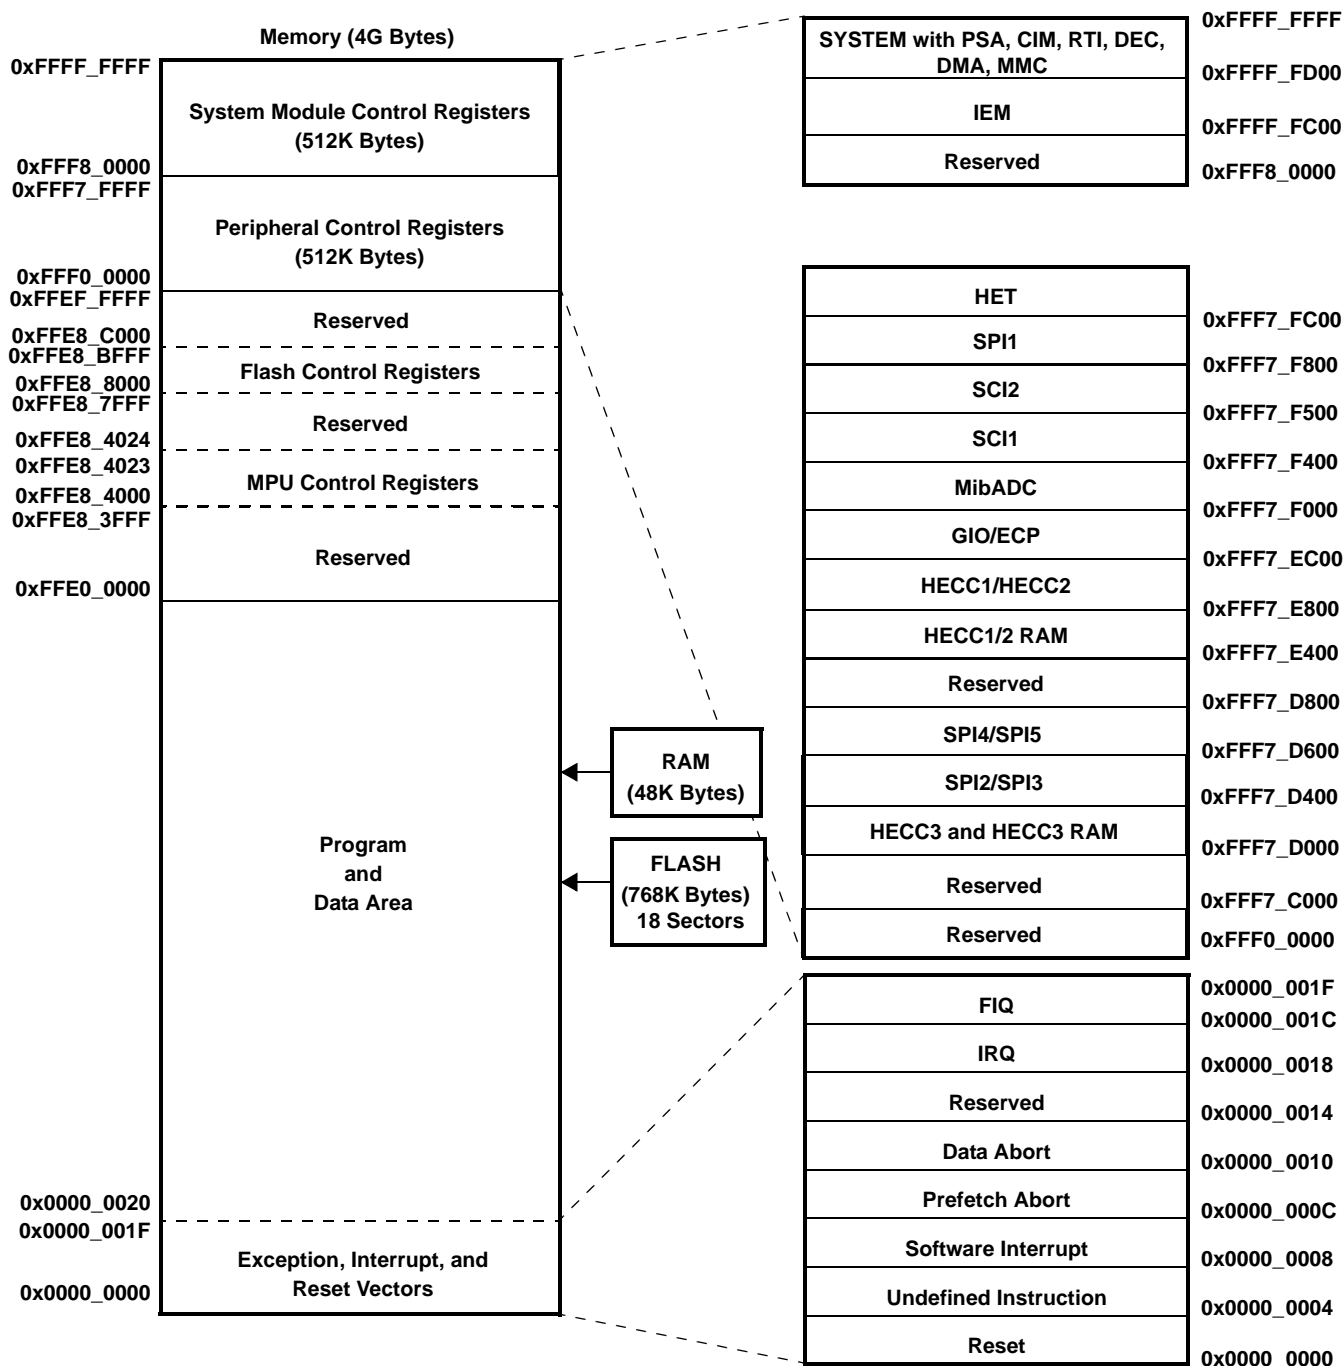 Memory (4G Bytes)
0xFFFF_FFFF
System Module Control Registers
(512K Bytes)
0xFFF8_0000
0xFFF7_FFFF
Peripheral Control Registers
(512K Bytes)
0xFFF0_0000
0xFFEF_FFFF
Reserved
0xFFE8_C000
0xFFE8_BFFF
Flash Control Registers
0xFFE8_8000
0xFFE8_7FFF
Reserved
0xFFE8_4024
0xFFE8_4023
MPU Control Registers
0xFFE8_4000
0xFFE8_3FFF
Reserved
0xFFE0_0000
Program
and
Data Area
0x0000_0020
0x0000_001F
Exception, Interrupt, and
Reset Vectors
0x0000_0000
RAM
(48K Bytes)
FLASH
(768K Bytes)
18 Sectors
0xFFFF_FFFF
SYSTEM with PSA, CIM, RTI, DEC,
DMA, MMC
0xFFFF_FD00
IEM
0xFFFF_FC00
Reserved
0xFFF8_0000
HET
0xFFF7_FC00
SPI1
0xFFF7_F800
SCI2
0xFFF7_F500
SCI1
0xFFF7_F400
MibADC
0xFFF7_F000
GIO/ECP
0xFFF7_EC00
HECC1/HECC2
0xFFF7_E800
HECC1/2 RAM
0xFFF7_E400
Reserved
0xFFF7_D800
SPI4/SPI5
0xFFF7_D600
SPI2/SPI3
0xFFF7_D400
HECC3 and HECC3 RAM
0xFFF7_D000
Reserved
0xFFF7_C000
Reserved
0xFFF0_0000
0x0000_001F
FIQ
0x0000_001C
IRQ
0x0000_0018
Reserved
0x0000_0014
Data Abort
0x0000_0010
Prefetch Abort
0x0000_000C
Software Interrupt
0x0000_0008
Undefined Instruction
0x0000_0004
Reset
0x0000_0000